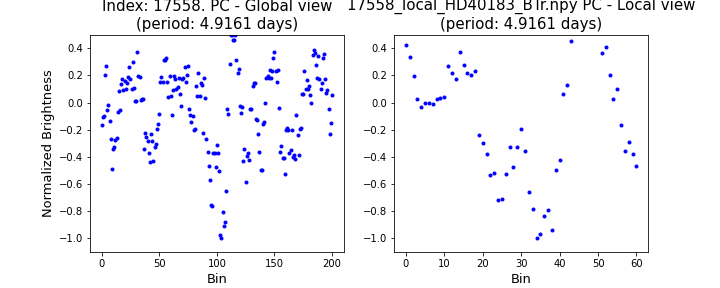 Index: 17558. PC - Global view
(period: 4.9161 days)
17558_local_HD40183_BTr.npy PC - Local view
(period: 4.9161 days)
Normalized Brightness
0.4
0.2
0.0
−0.2
−0.4
−0.6
−0.8
−1.0
0 50 100 150 200
Bin
0.4
0.2
0.0
−0.2
−0.4
−0.6
−0.8
−1.0
0 10 20 30 40 50 60
Bin